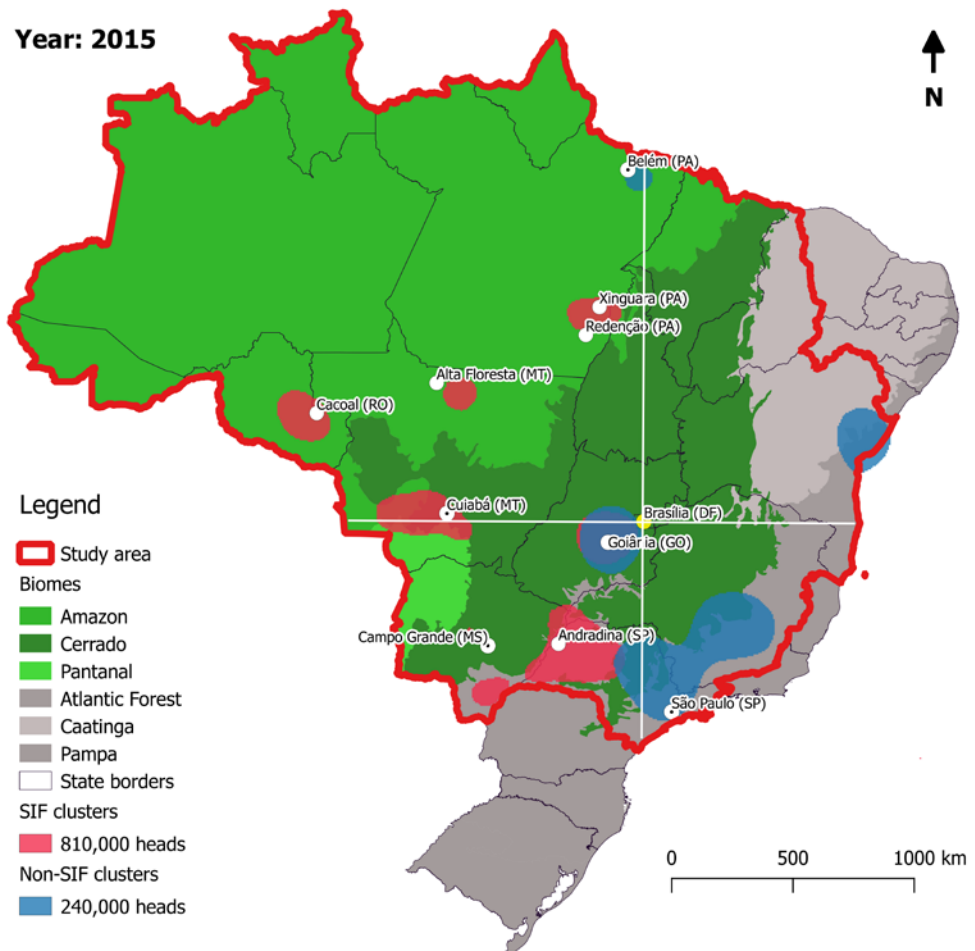 Year: 2015
N
Belém (PA)
Xinguara (PA)
Redenção (PA)
Alta Floresta (MT)
Cacoal (RO)
Cuiabá (MT)
Brasília (DF)
Goiânia (GO)
Campo Grande (MS)
Andradina (SP)
São Paulo (SP)
Legend
Study area
Biomes
Amazon
Cerrado
Pantanal
Atlantic Forest
Caatinga
Pampa
State borders
SIF clusters
810,000 heads
Non-SIF clusters
240,000 heads
0 500 1000 km